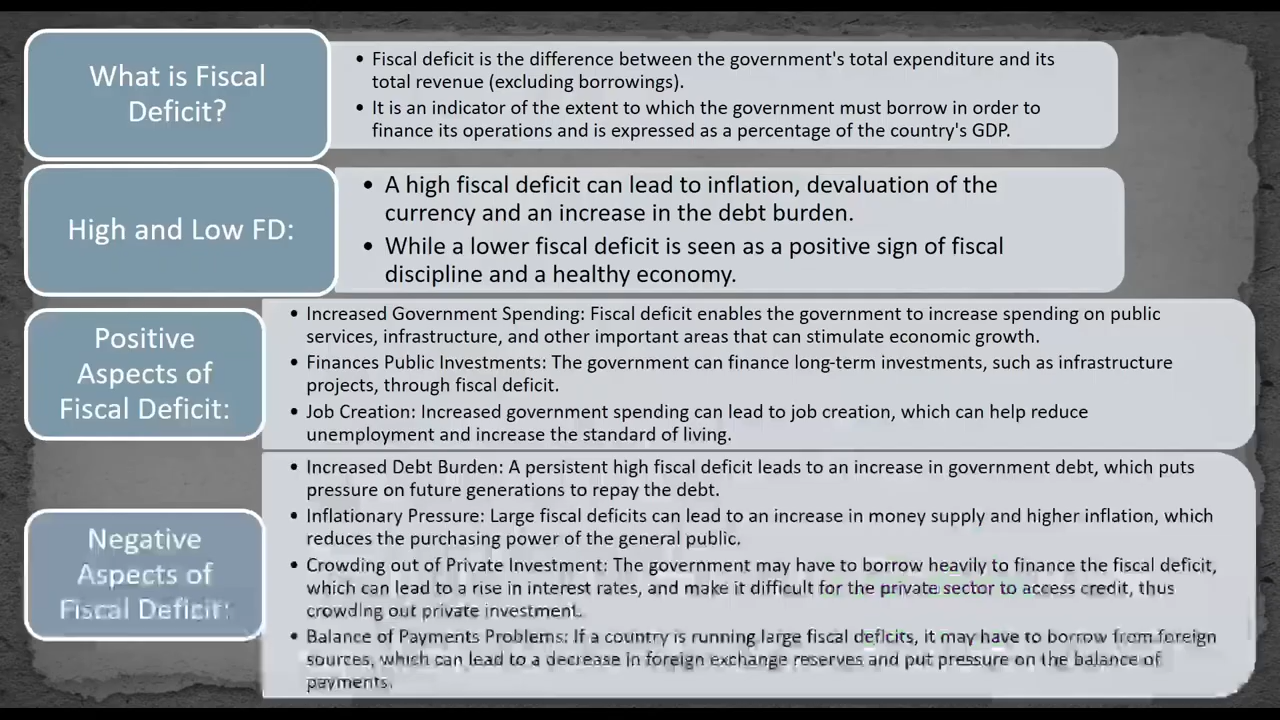 What is Fiscal
Deficit?
• Fiscal deficit is the difference between the government's total expenditure and its
total revenue (excluding borrowings).
• It is an indicator of the extent to which the government must borrow in order to
finance its operations and is expressed as a percentage of the country's GDP.
High and Low FD:
• A high fiscal deficit can lead to inflation, devaluation of the
currency and an increase in the debt burden.
• While a lower fiscal deficit is seen as a positive sign of fiscal
discipline and a healthy economy.
Positive
Aspects of
Fiscal Deficit:
• Increased Government Spending: Fiscal deficit enables the government to increase spending on public
services, infrastructure, and other important areas that can stimulate economic growth.
• Finances Public Investments: The government can finance long-term investments, such as infrastructure
projects, through fiscal deficit.
• Job Creation: Increased government spending can lead to job creation, which can help reduce
unemployment and increase the standard of living.
Negative
Aspects of
Fiscal Deficit:
• Increased Debt Burden: A persistent high fiscal deficit leads to an increase in government debt, which puts
pressure on future generations to repay the debt.
• Inflationary Pressure: Large fiscal deficits can lead to an increase in money supply and higher inflation, which
reduces the purchasing power of the general public.
• Crowding out of Private Investment: The government may have to borrow heavily to finance the fiscal deficit,
which can lead to a rise in interest rates, and make it difficult for the private sector to access credit, thus
crowding out private investment.
• Balance of Payments Problems: If a country is running large fiscal deficits, it may have to borrow from foreign
sources, which can lead to a decrease in foreign exchange reserves and put pressure on the balance of
payments.